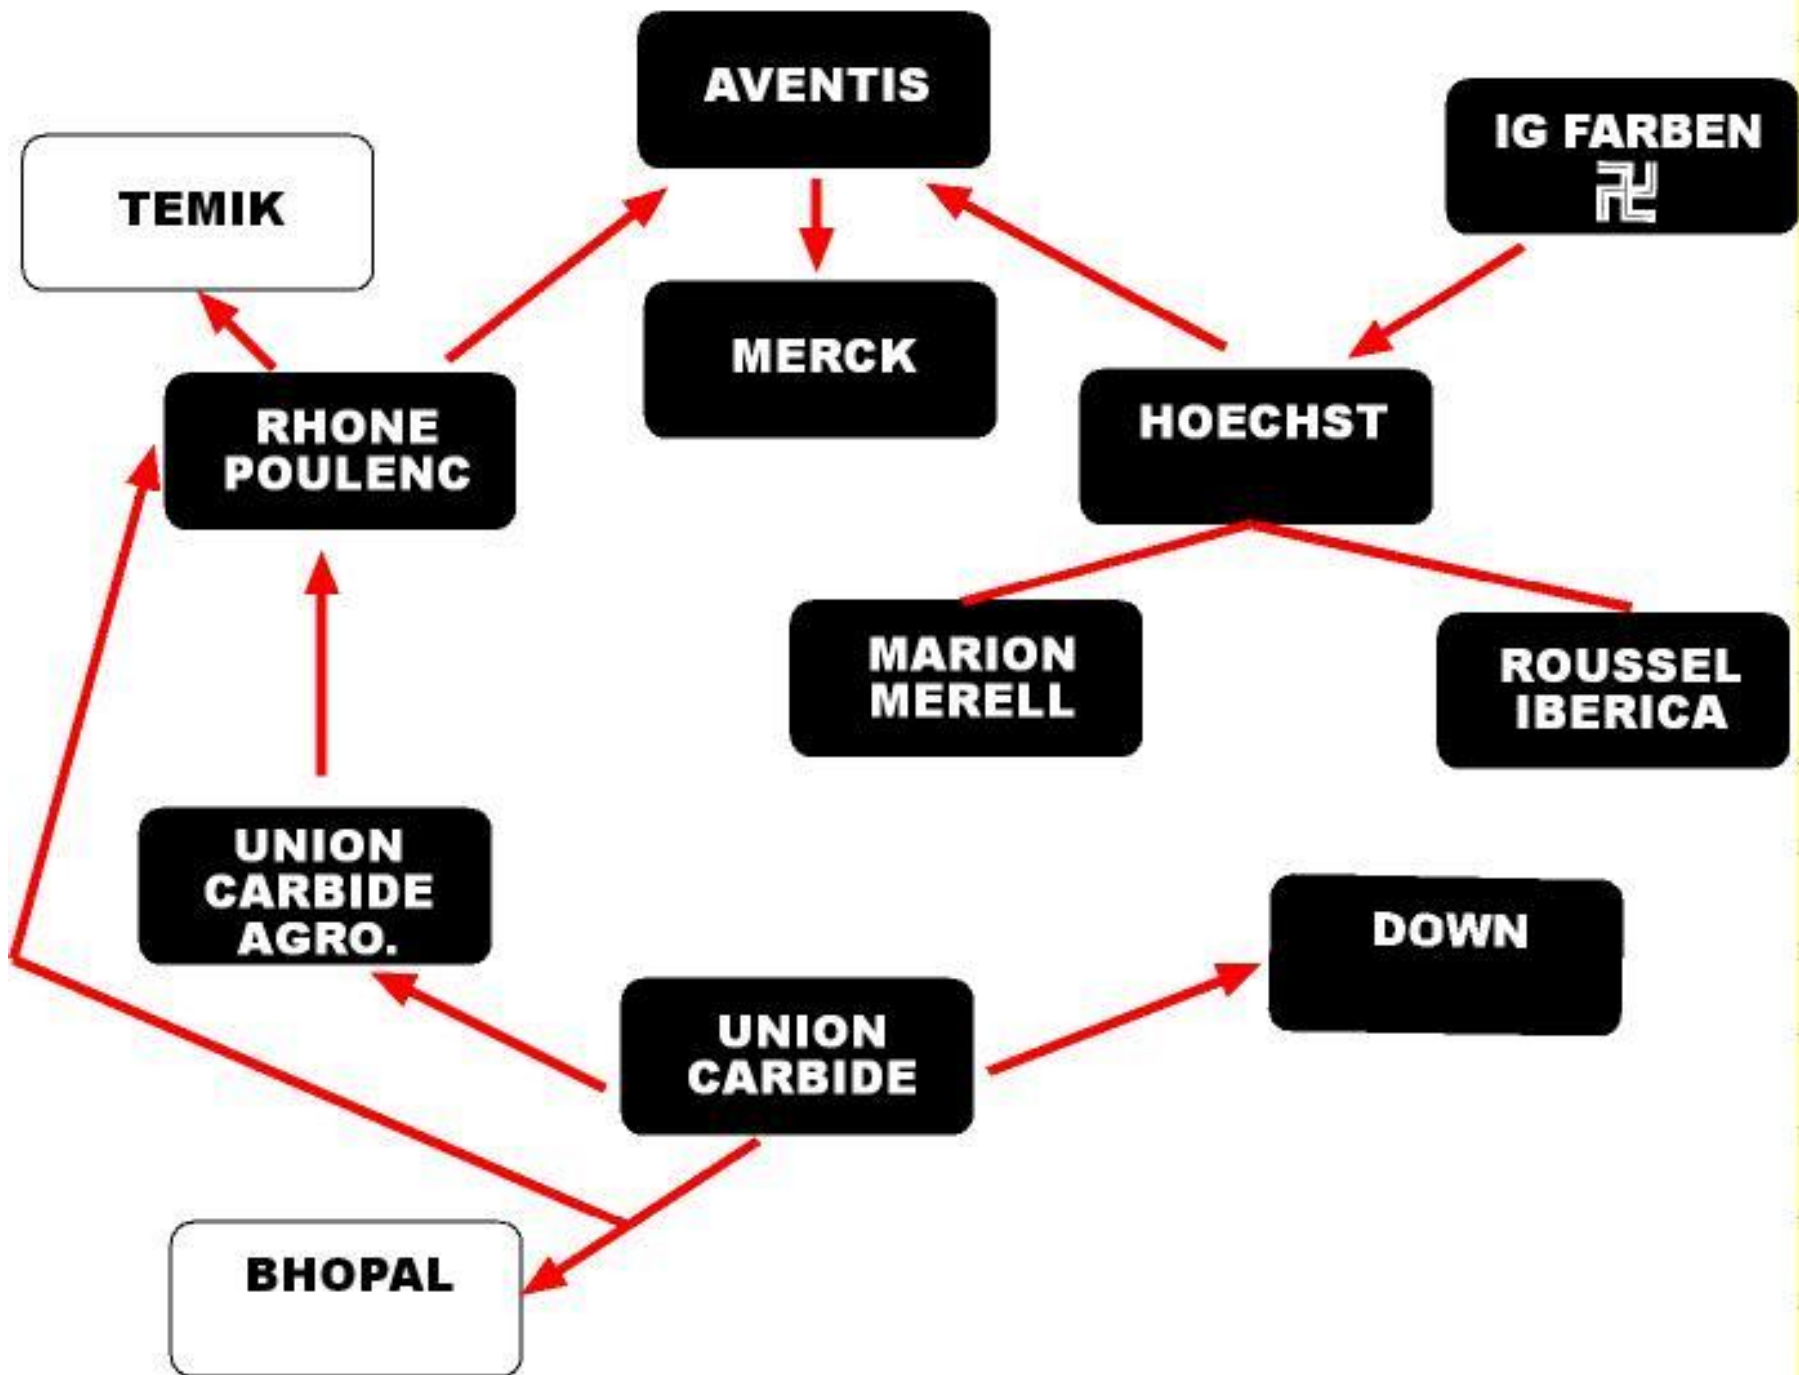 AVENTIS
IG FARBEN
TEMIK
MERCK
RHONE
POULENC
HOECHST
MARION
MERELL
ROUSSEL
IBERICA
UNION
CARBIDE
AGRO.
DOWN
UNION
CARBIDE
BHOPAL